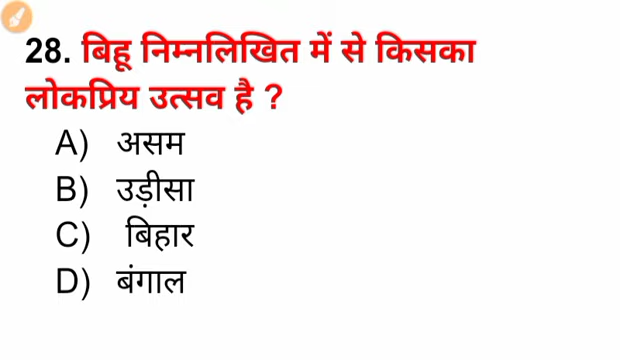 28. बिहू निम्नलिखित में से किसका
लोकप्रिय उत्सव है ?
A) असम
B) उड़ीसा
C) बिहार
D) बंगाल